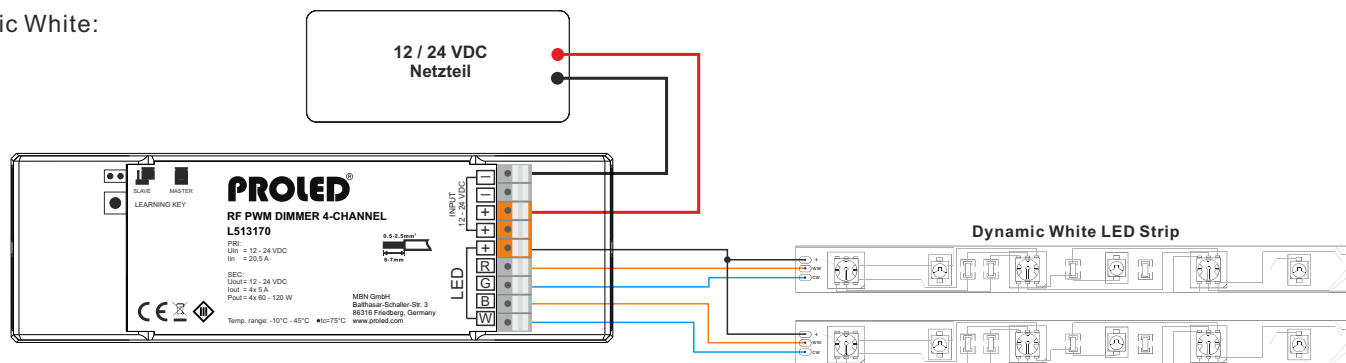 ic White:
12 / 24 VDC
Netzteil
SLAVE MASTER
LEARNING KEY
PROLED®
RF PWM DIMMER 4-CHANNEL
L513170
PRI:
Uin = 12 - 24 VDC
Iin = 20,5 A
SEC:
Uout= 12 - 24 VDC
Iout = 4x 5 A
Pout = 4x 60 - 120 W
Temp. range: -10°C - 45°C ●tc=75°C
0.5-2.5mm²
6-7mm
MBN GmbH
Balthasar-Schaller-Str. 3
86316 Friedberg, Germany
www.proled.com
CE
III
INPUT
12 - 24 VDC
LED
−
−
+
+
+
R
G
B
W
Dynamic White LED Strip
+
WW
CW
+
WW
CW